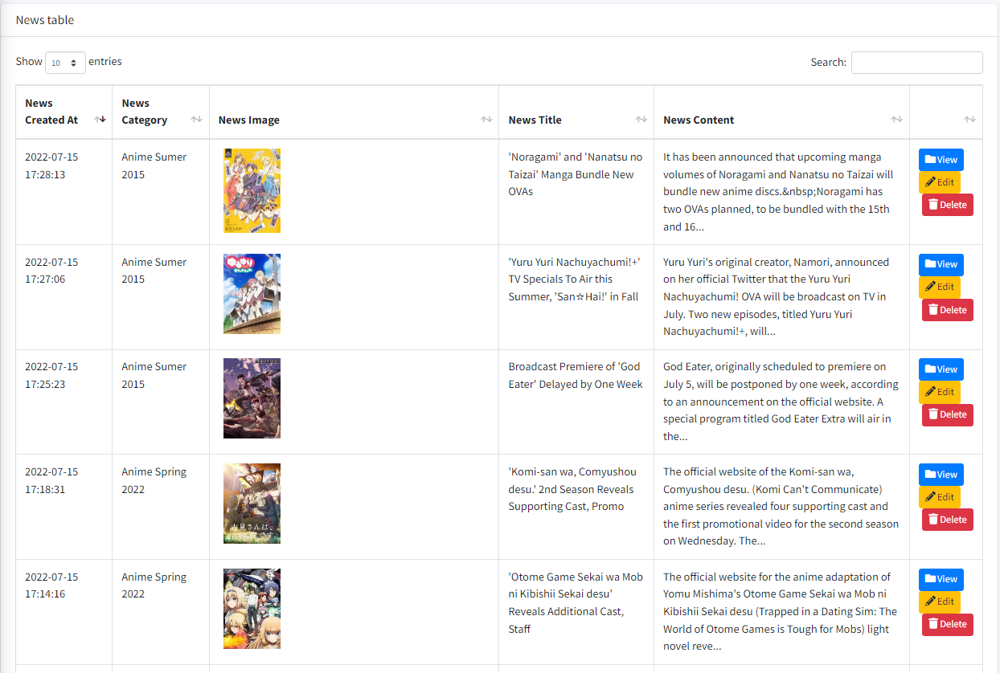 News table
Show 10 entries
Search:
News
Created At
News
Category
News Image
News Title
News Content
2022-07-15
17:28:13
Anime Sumer
2015
'Noragami' and 'Nanatsu no
Taizai' Manga Bundle New
OVAs
It has been announced that upcoming manga
volumes of Noragami and Nanatsu no Taizai will
bundle new anime discs.&nbsp;Noragami has
two OVAs planned, to be bundled with the 15th
and 16...
View
Edit
Delete
2022-07-15
17:27:06
Anime Sumer
2015
ゆるゆり
'Yuru Yuri Nachuyachumi!+'
TV Specials To Air this
Summer, 'San☆Hai!' in Fall
Yuru Yuri's original creator, Namori, announced
on her official Twitter that the Yuru Yuri
Nachuyachumi! OVA will be broadcast on TV in
July. Two new episodes, titled Yuru Yuri
Nachuyachumi!+, will...
View
Edit
Delete
2022-07-15
17:25:23
Anime Sumer
2015
Broadcast Premiere of 'God
Eater' Delayed by One Week
God Eater, originally scheduled to premiere on
July 5, will be postponed by one week, according
to an announcement on the official website. A
special program titled God Eater Extra will air in
the...
View
Edit
Delete
2022-07-15
17:18:31
Anime Spring
2022
古見さんは、
'Komi-san wa, Comyushou
desu.' 2nd Season Reveals
Supporting Cast, Promo
The official website of the Komi-san wa,
Comyushou desu. (Komi Can't Communicate)
anime series revealed four supporting cast and
the first promotional video for the second season
on Wednesday. The...
View
Edit
Delete
2022-07-15
17:14:16
Anime Spring
2022
'Otome Game Sekai wa Mob
ni Kibishii Sekai desu'
Reveals Additional Cast,
Staff
The official website for the anime adaptation of
Yomu Mishima's Otome Game Sekai wa Mob ni
Kibishii Sekai desu (Trapped in a Dating Sim: The
World of Otome Games is Tough for Mobs) light
novel reve...
View
Edit
Delete